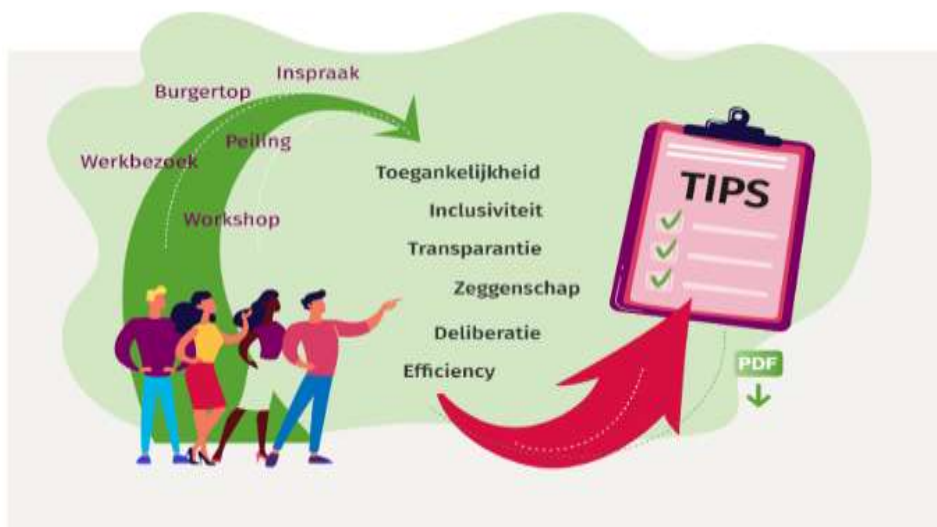 Inspraak
Burgertop
Peiling
Werkbezoek
Workshop
Toegankelijkheid
Inclusiviteit
Transparantie
Zeggenschap
Deliberatie
Efficiency
TIPS
PDF